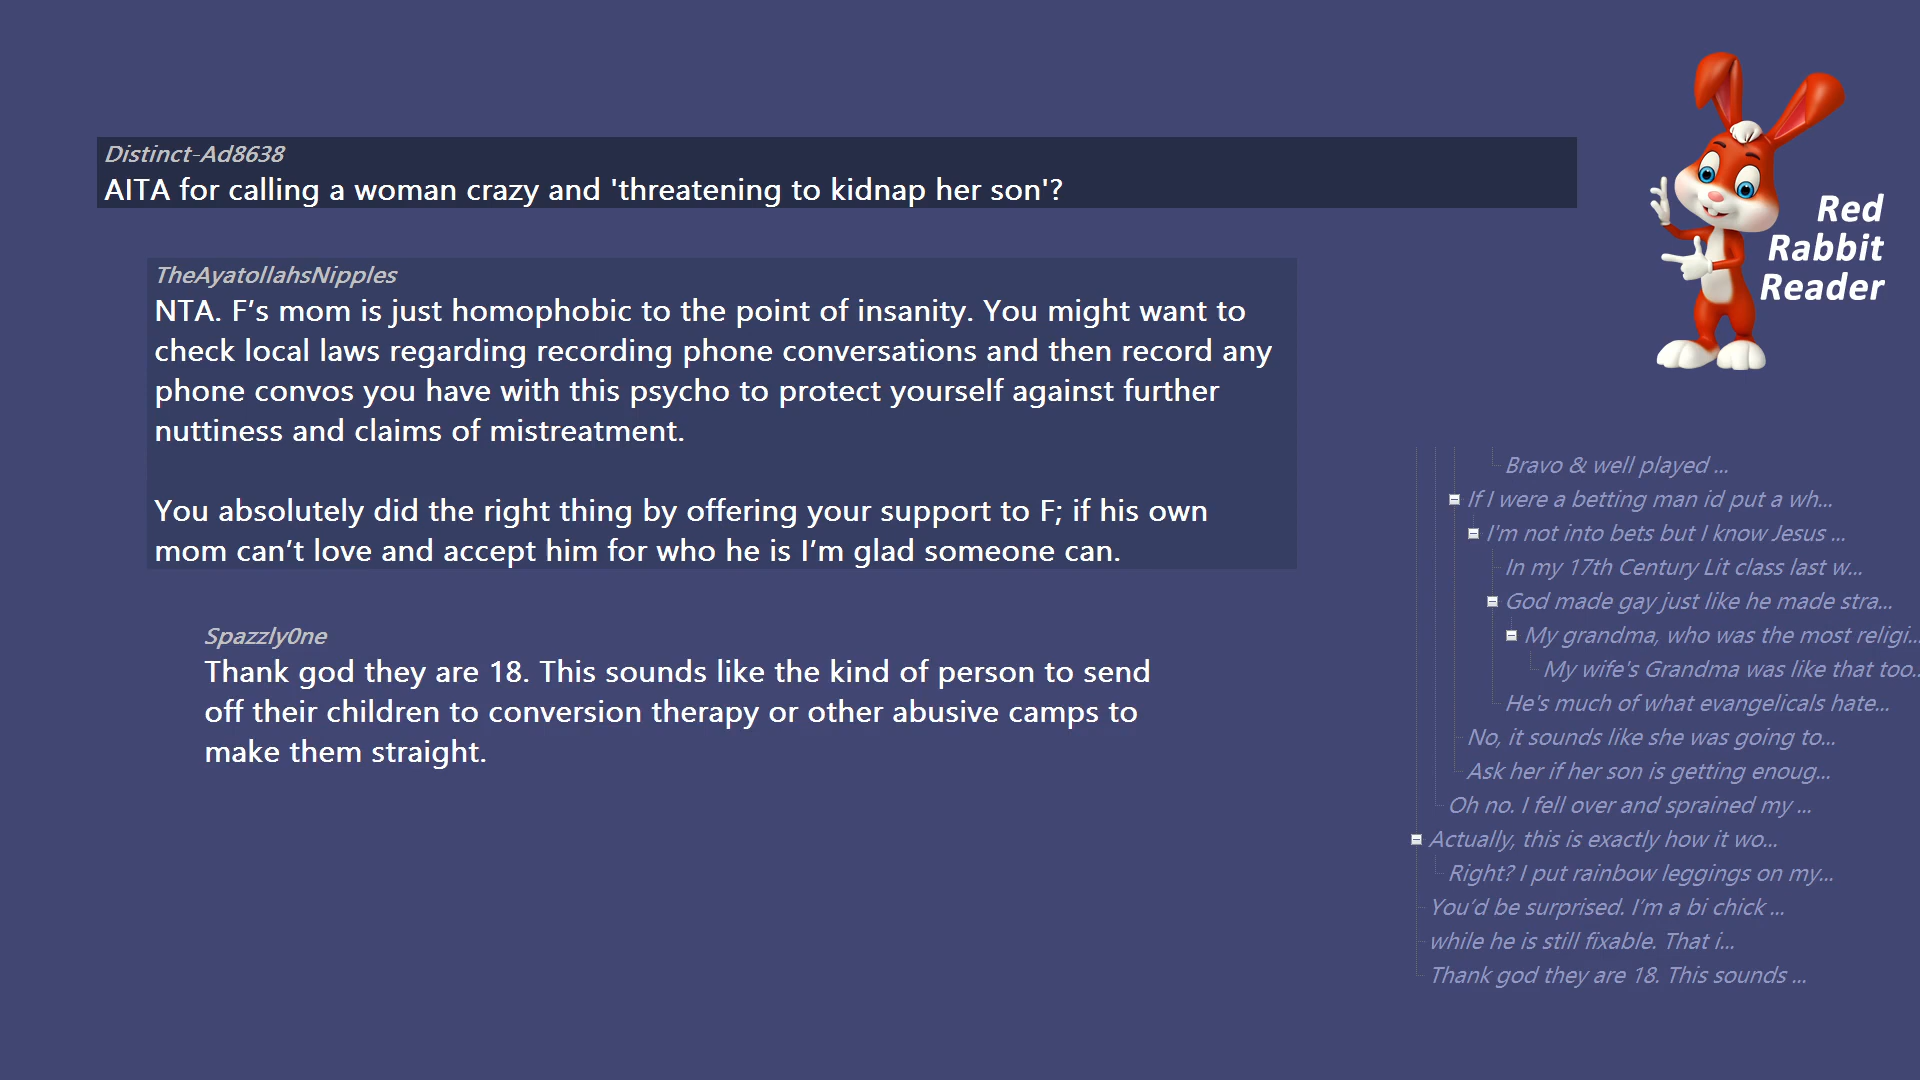 Distinct-Ad8638
AITA for calling a woman crazy and 'threatening to kidnap her son'?
TheAyatollahsNipples
NTA. F’s mom is just homophobic to the point of insanity. You might want to
check local laws regarding recording phone conversations and then record any
phone convos you have with this psycho to protect yourself against further
nuttiness and claims of mistreatment.
You absolutely did the right thing by offering your support to F; if his own
mom can’t love and accept him for who he is I’m glad someone can.
Spazzly0ne
Thank god they are 18. This sounds like the kind of person to send
off their children to conversion therapy or other abusive camps to
make them straight.
Red
Rabbit
Reader
Bravo & well played ...
If I were a betting man id put a wh...
I'm not into bets but I know Jesus ...
In my 17th Century Lit class last w...
God made gay just like he made stra...
My grandma, who was the most religi...
My wife's Grandma was like that too...
He's much of what evangelicals hate...
No, it sounds like she was going to...
Ask her if her son is getting enoug...
Oh no. I fell over and sprained my ...
Actually, this is exactly how it wo...
Right? I put rainbow leggings on my...
You’d be surprised. I’m a bi chick ...
while he is still fixable. That i...
Thank god they are 18. This sounds ...